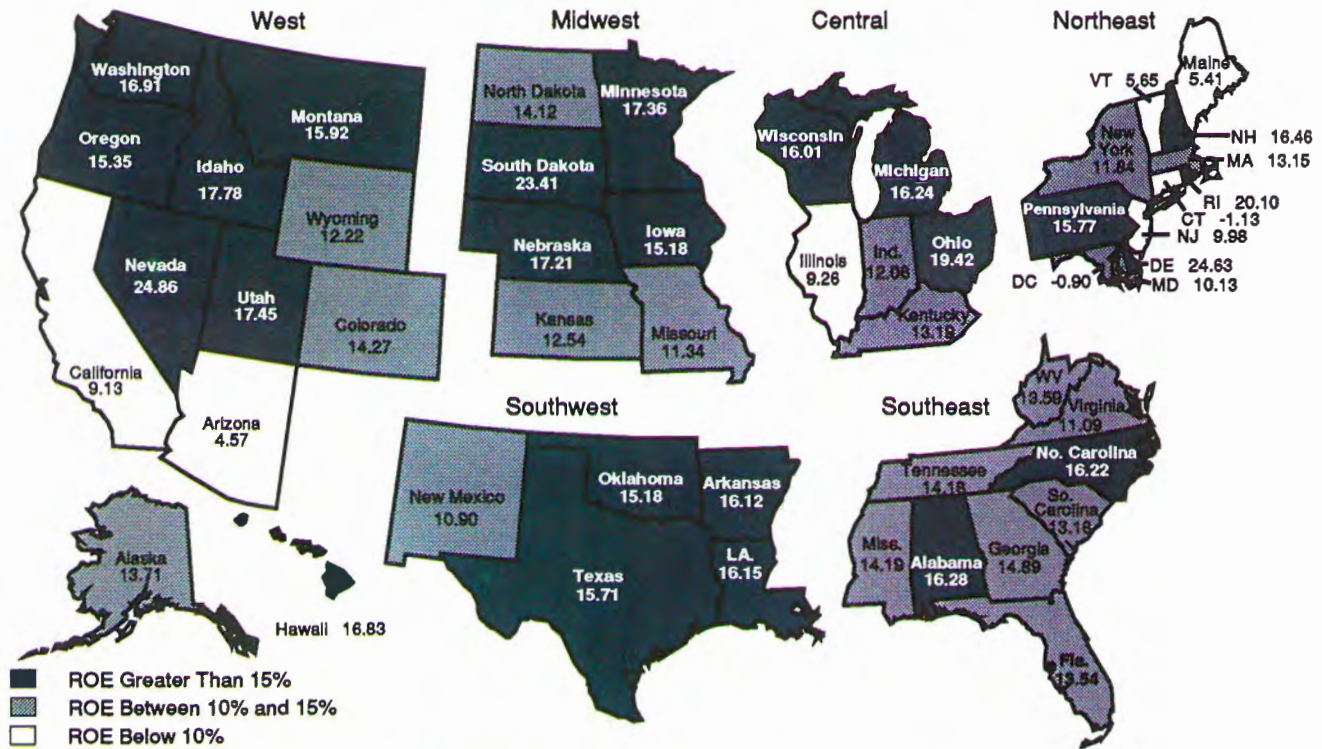 West
Washington
16.91
Montana
15.92
Oregon
15.35
Idaho
17.78
Wyoming
12.22
Nevada
24.86
Utah
17.45
Colorado
14.27
California
9.13
Arizona
4.57
Alaska
13.71
Hawaii 16.83
Midwest
North Dakota
14.12
Minnesota
17.36
South Dakota
23.41
Iowa
15.18
Nebraska
17.21
Kansas
12.54
Missouri
11.34
Central
Wisconsin
16.01
Michigan
16.24
Illinois
9.26
Ind.
12.06
Ohio
19.42
Kentucky
13.19
Northeast
Maine
5.41
VT 5.65
NH 16.46
New
York
11.84
MA 13.15
RI 20.10
CT -1.13
Pennsylvania
15.77
NJ 9.98
DE 24.63
DC -0.90
MD 10.13
Southwest
New Mexico
10.90
Oklahoma
15.18
Arkansas
16.12
Texas
15.71
LA.
16.15
Southeast
WV
13.59
Virginia
11.09
Tennessee
14.18
No. Carolina
16.22
So.
Carolina
13.16
Miss.
14.19
Alabama
16.28
Georgia
14.89
Fla.
13.54
ROE Greater Than 15%
ROE Between 10% and 15%
ROE Below 10%